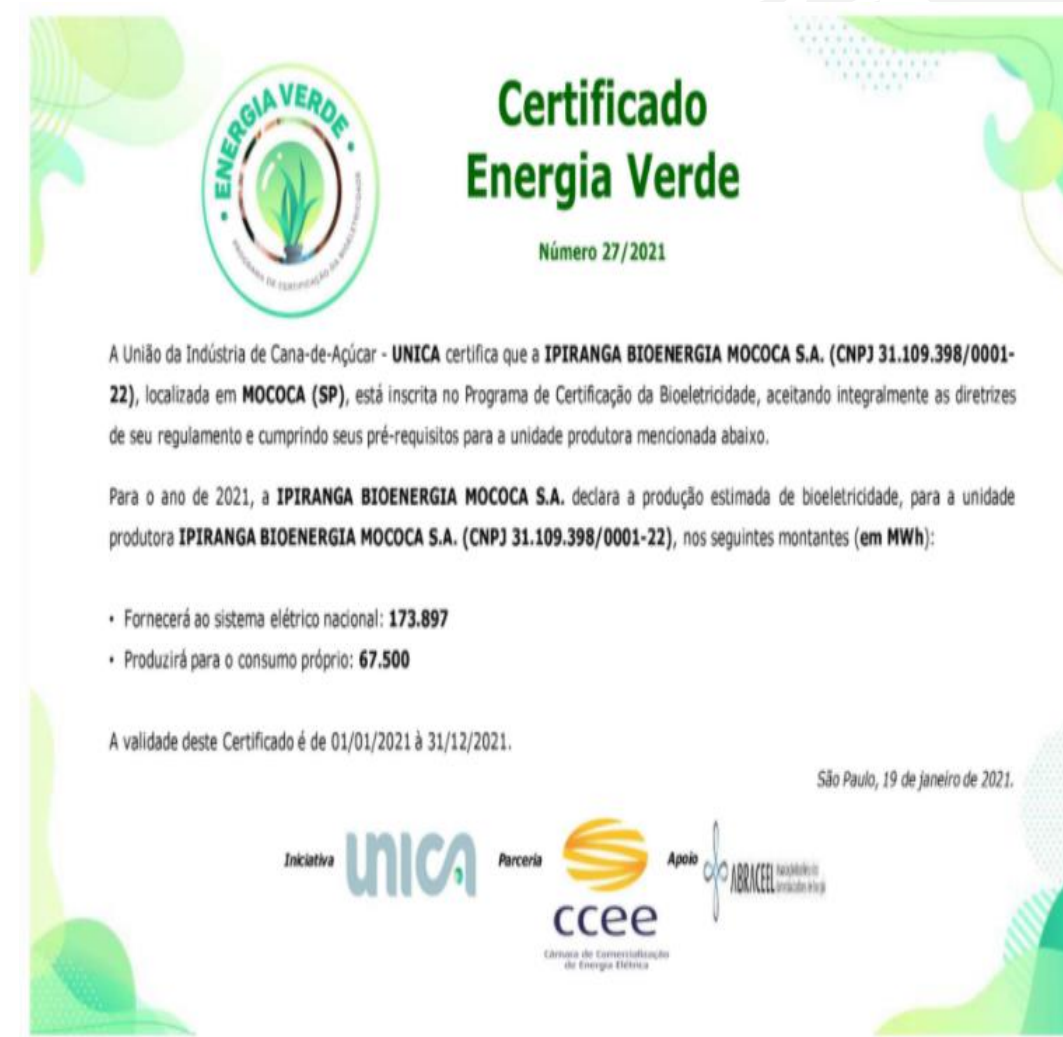 ENERGIA VERDE
PROGRAMA DE CERTIFICAÇÃO DA BIOELETRICIDADE
Certificado
Energia Verde
Número 27/2021
A União da Indústria de Cana-de-Açúcar - UNICA certifica que a IPIRANGA BIOENERGIA MOCOCA S.A. (CNPJ 31.109.398/0001-
22), localizada em MOCOCA (SP), está inscrita no Programa de Certificação da Bioeletricidade, aceitando integralmente as diretrizes
de seu regulamento e cumprindo seus pré-requisitos para a unidade produtora mencionada abaixo.
Para o ano de 2021, a IPIRANGA BIOENERGIA MOCOCA S.A. declara a produção estimada de bioeletricidade, para a unidade
produtora IPIRANGA BIOENERGIA MOCOCA S.A. (CNPJ 31.109.398/0001-22), nos seguintes montantes (em MWh):
• Fornecerá ao sistema elétrico nacional: 173.897
• Produzirá para o consumo próprio: 67.500
A validade deste Certificado é de 01/01/2021 à 31/12/2021.
São Paulo, 19 de janeiro de 2021.
Iniciativa unica Parceria ccee Apoio ABRACEEL
Câmara de Comercialização
de Energia Elétrica